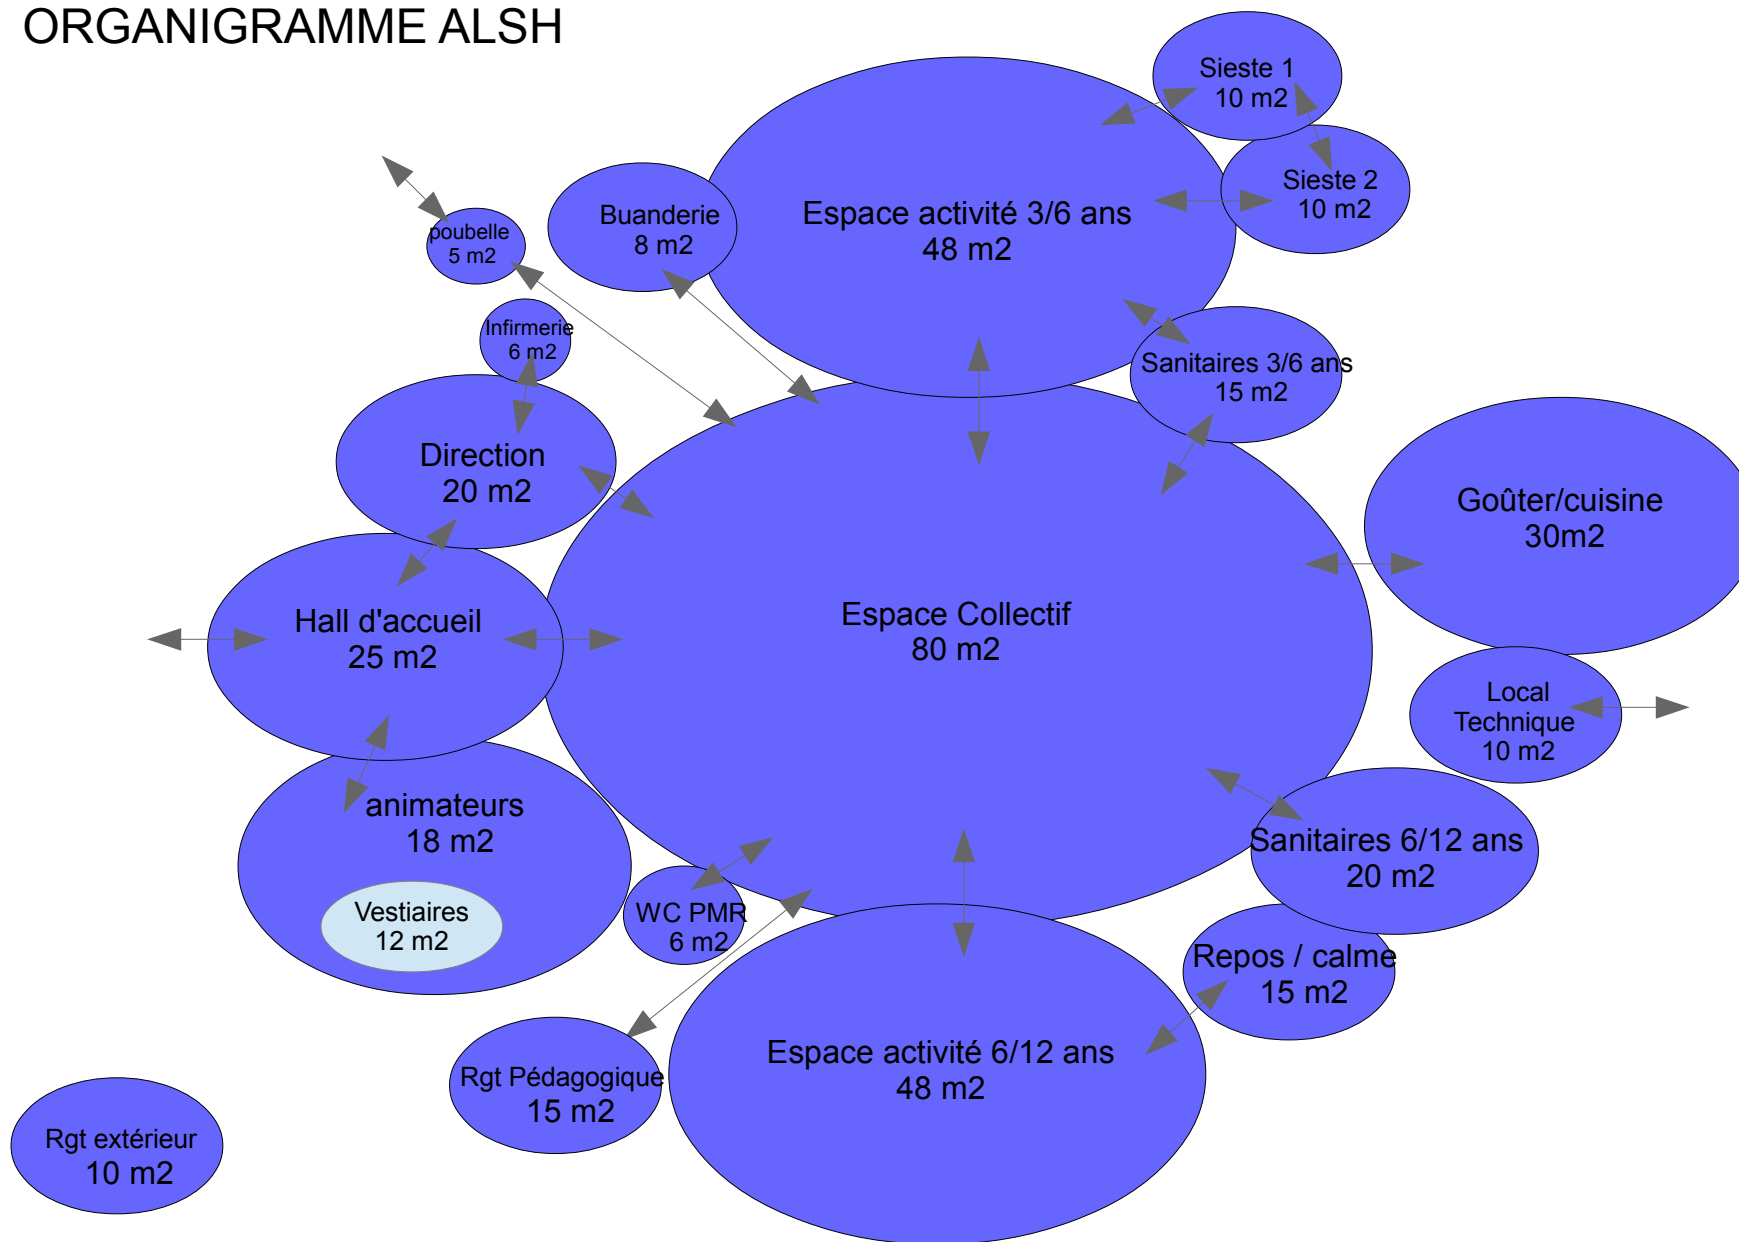 ORGANIGRAMME ALSH
Sieste 1
10 m2
Sieste 2
10 m2
Espace activité 3/6 ans
48 m2
Buanderie
8 m2
poubelle
5 m2
Infirmerie
6 m2
Sanitaires 3/6 ans
15 m2
Direction
20 m2
Goûter/cuisine
30m2
Hall d'accueil
25 m2
Espace Collectif
80 m2
Local
Technique
10 m2
animateurs
18 m2
Sanitaires 6/12 ans
20 m2
Vestiaires
12 m2
WC PMR
6 m2
Repos / calme
15 m2
Espace activité 6/12 ans
48 m2
Rgt Pédagogique
15 m2
Rgt extérieur
10 m2